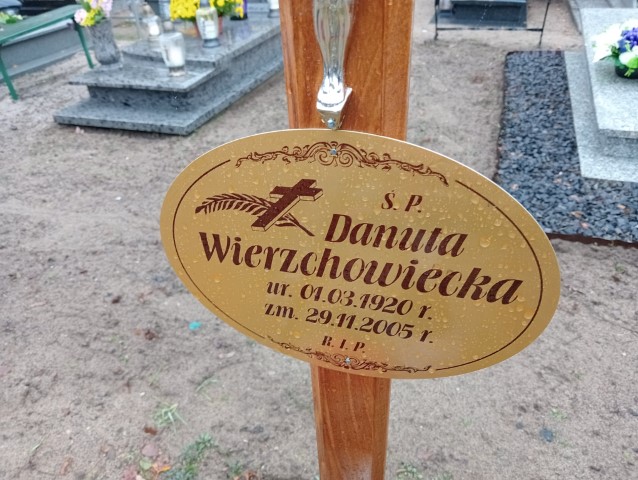 Ś. P.
Danuta
Wierzchowiecka
ur. 01.03.1920 r.
zm. 29.11.2005 r.
R. I. P.